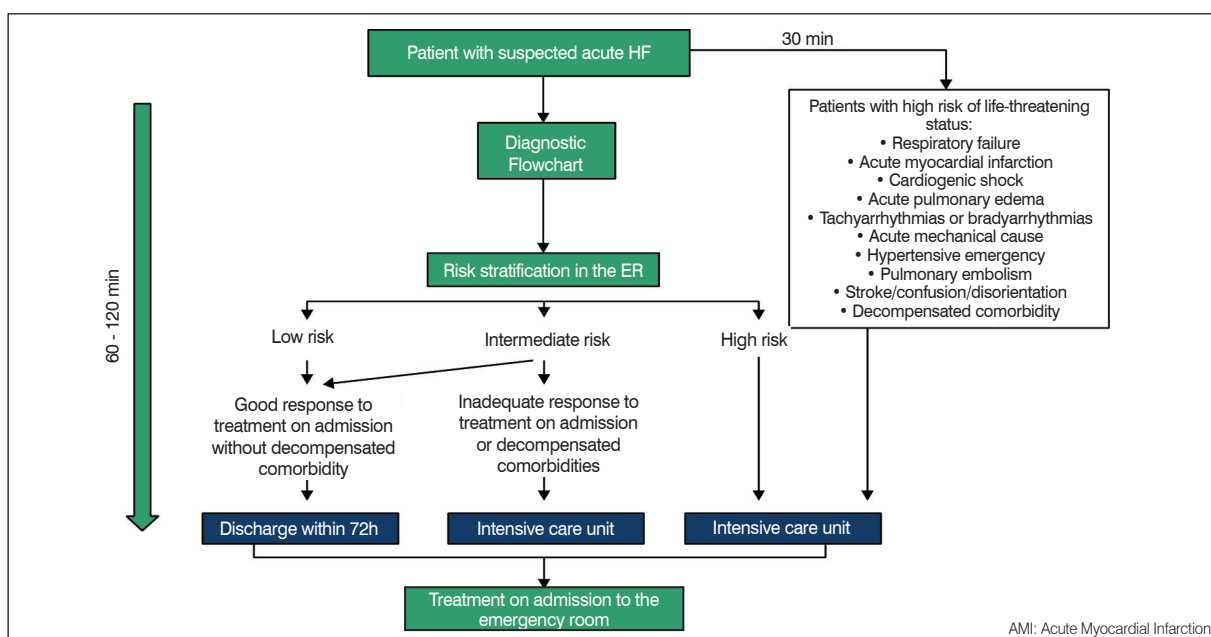 Patient with suspected acute HF
30 min
Patients with high risk of life-threatening
status:
• Respiratory failure
• Acute myocardial infarction
• Cardiogenic shock
• Acute pulmonary edema
• Tachyarrhythmias or bradyarrhythmias
• Acute mechanical cause
• Hypertensive emergency
• Pulmonary embolism
• Stroke/confusion/disorientation
• Decompensated comorbidity
Diagnostic
Flowchart
60 - 120 min
Risk stratification in the ER
Low risk
Intermediate risk
High risk
Good response to
treatment on admission
without decompensated
comorbidity
Inadequate response to
treatment on admission
or decompensated
comorbidities
Discharge within 72h
Intensive care unit
Intensive care unit
Treatment on admission to the
emergency room
AMI: Acute Myocardial Infarction